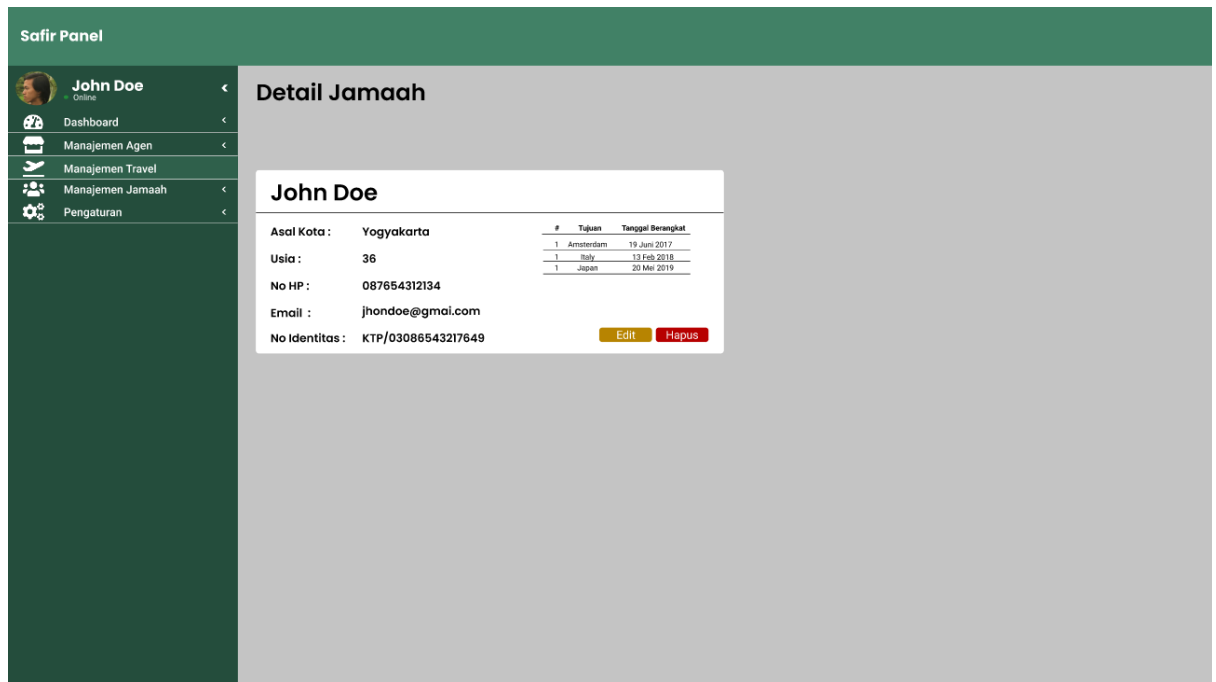 Safir Panel
John Doe
Online
Dashboard
Manajemen Agen
Manajemen Travel
Manajemen Jamaah
Pengaturan
Detail Jamaah
John Doe
Asal Kota : Yogyakarta
Usia : 36
No HP : 087654312134
Email : jhondoe@gmai.com
No Identitas : KTP/03086543217649
# Tujuan Tanggal Berangkat
1 Amsterdam 19 Juni 2017
1 Italy 13 Feb 2018
1 Japan 20 Mei 2019
Edit Hapus